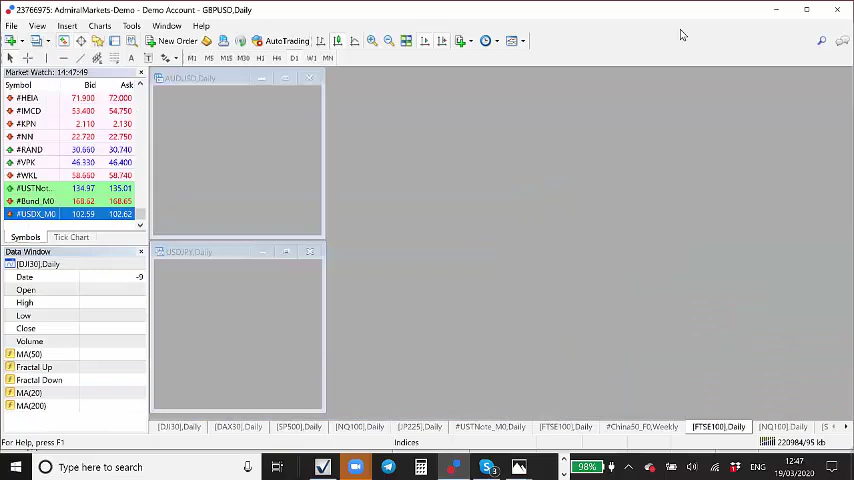 23766975: AdmiralMarkets-Demo - Demo Account - GBPUSD,Daily
File View Insert Charts Tools Window Help
New Order AutoTrading
A T M1 M5 M15 M30 H1 H4 D1 W1 MN
Market Watch: 14:47:49
Symbol Bid Ask
#HEIA 71.900 72.000
#IMCD 53.400 54.750
#KPN 2.110 2.130
#NN 22.720 22.750
#RAND 30.660 30.740
#VPK 46.330 46.400
#WKL 58.660 58.740
#USTNot... 134.97 135.01
#Bund_M0 168.62 168.65
#USDX_M0 102.59 102.62
Symbols Tick Chart
Data Window
[DJI30],Daily
Date -9
Open
High
Low
Close
Volume
MA(50)
Fractal Up
Fractal Down
MA(20)
MA(200)
AUDUSD,Daily
USDJPY,Daily
[DJI30],Daily [DAX30],Daily [SP500],Daily [NQ100],Daily [JP225],Daily #USTNote_M0,Daily [FTSE100],Daily #China50_F0,Weekly [FTSE100],Daily [NQ100],Daily [S
For Help, press F1 Indices 220984/95 kb
Type here to search 3 98% ENG 12:47
19/03/2020